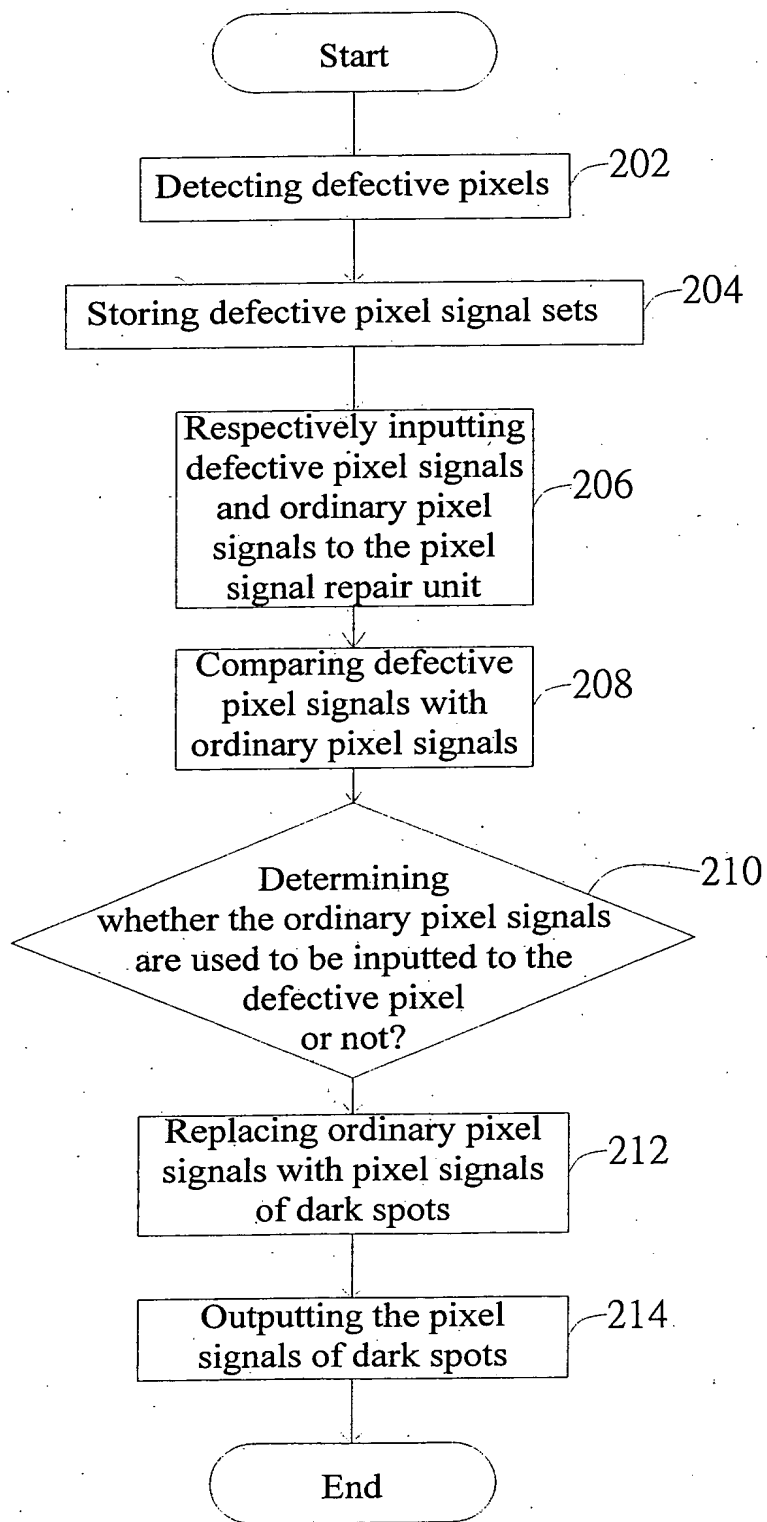 Start
Detecting defective pixels
202
Storing defective pixel signal sets
204
Respectively inputting
defective pixel signals
and ordinary pixel
signals to the pixel
signal repair unit
206
Comparing defective
pixel signals with
ordinary pixel signals
208
Determining
whether the ordinary pixel signals
are used to be inputted to the
defective pixel
or not?
210
Replacing ordinary pixel
signals with pixel signals
of dark spots
212
Outputting the pixel
signals of dark spots
214
End